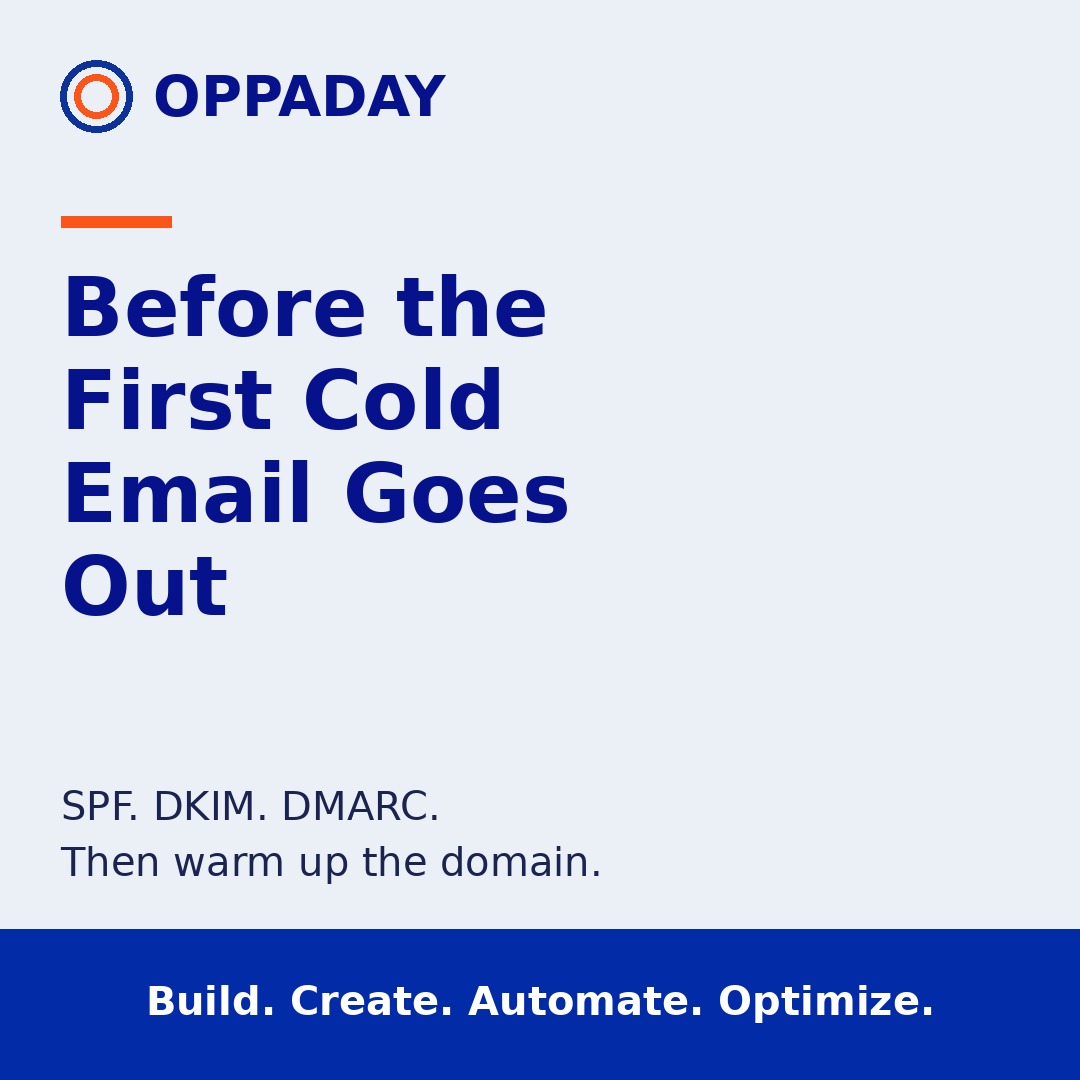 OPPADAY
Before the
First Cold
Email Goes
Out
SPF. DKIM. DMARC.
Then warm up the domain.
Build. Create. Automate. Optimize.